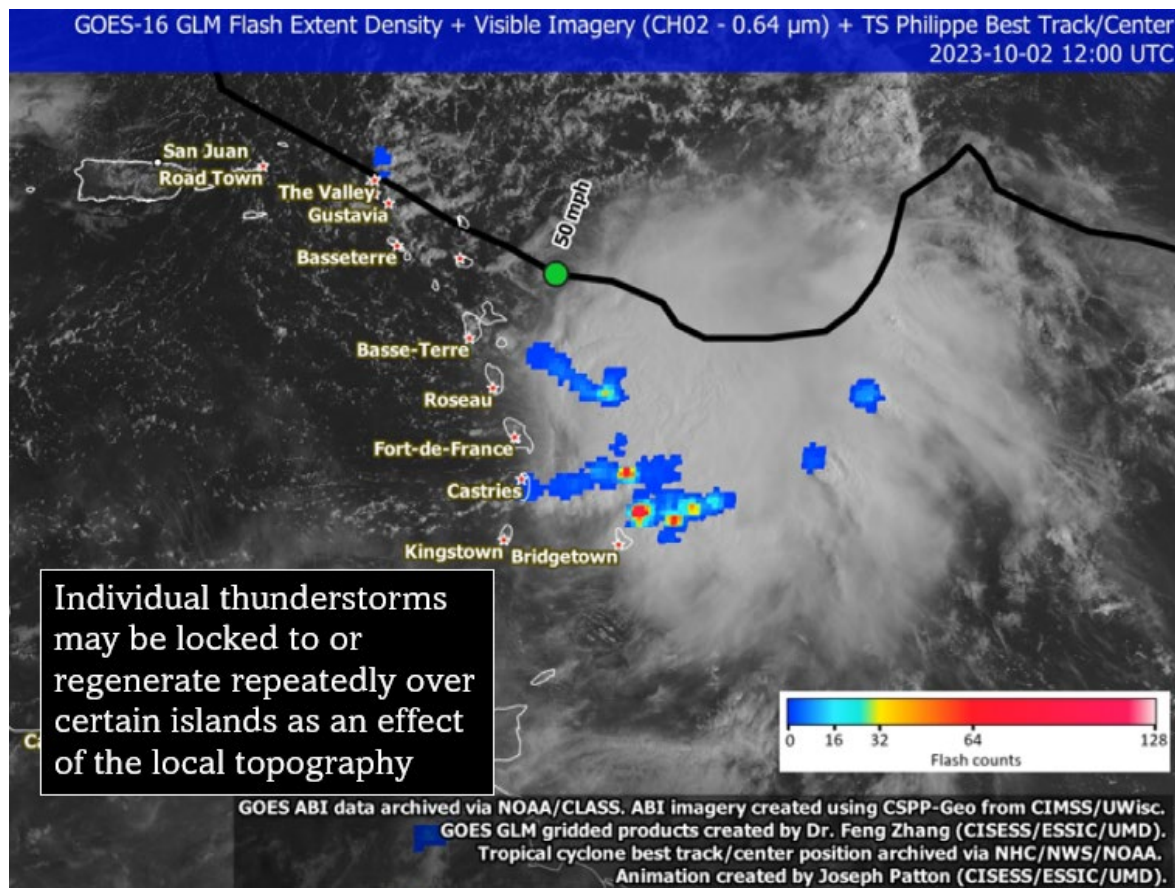 GOES-16 GLM Flash Extent Density + Visible Imagery (CH02 - 0.64 µm) + TS Philippe Best Track/Center
2023-10-02 12:00 UTC
San Juan
Road Town
The Valley
Gustavia
50 mph
Basseterre
Basse-Terre
Roseau
Fort-de-France
Castries
Kingstown
Bridgetown
Individual thunderstorms
may be locked to or
regenerate repeatedly over
certain islands as an effect
of the local topography
0 16 32 64 128
Flash counts
GOES ABI data archived via NOAA/CLASS. ABI imagery created using CSPP-Geo from CIMSS/UWisc.
GOES GLM gridded products created by Dr. Feng Zhang (CISESS/ESSIC/UMD).
Tropical cyclone best track/center position archived via NHC/NWS/NOAA.
Animation created by Joseph Patton (CISESS/ESSIC/UMD).